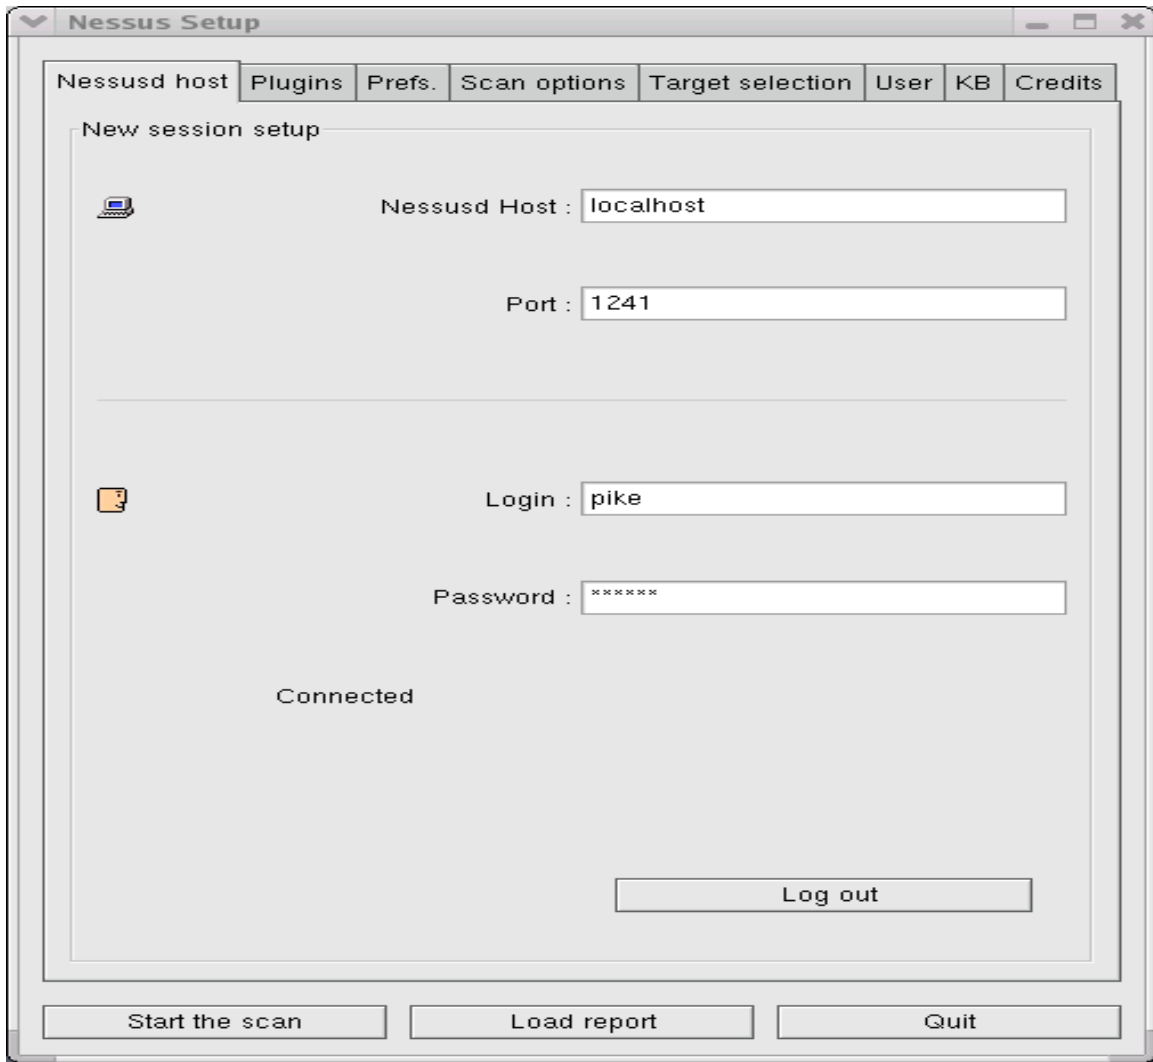 Nessus Setup
Nessusd host Plugins Prefs. Scan options Target selection User KB Credits
New session setup
Nessusd Host : localhost
Port : 1241
Login : pike
Password : ******
Connected
Log out
Start the scan Load report Quit